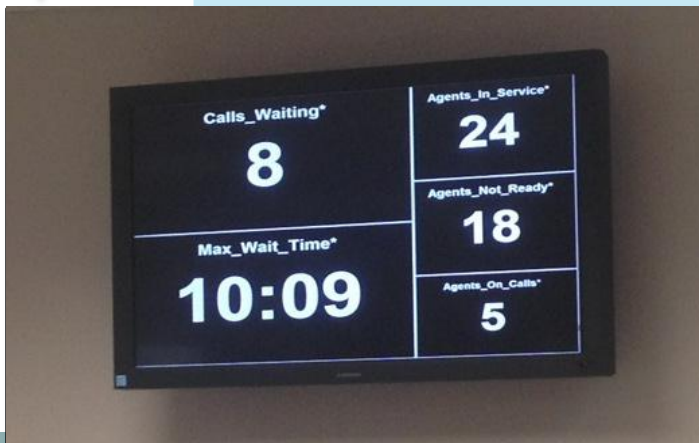 Calls_Waiting*
8
Max_Wait_Time*
10:09
Agents_In_Service*
24
Agents_Not_Ready*
18
Agents_On_Calls*
5